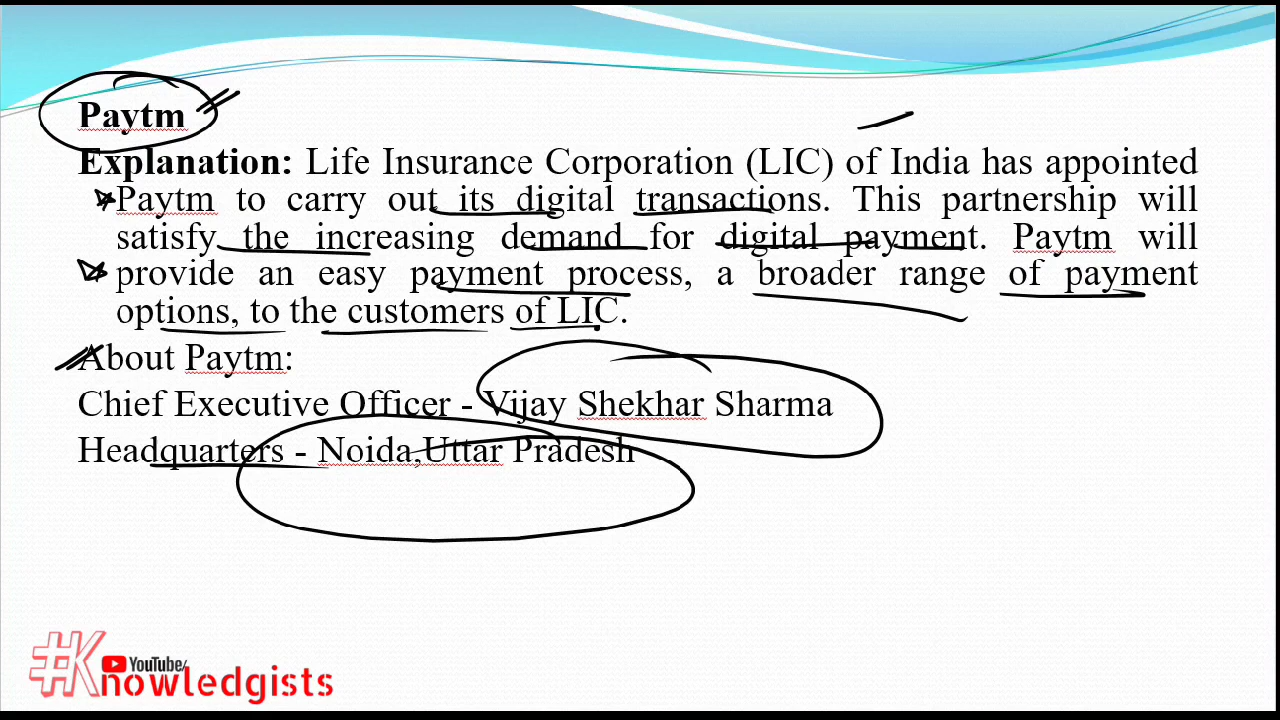 Paytm
Explanation: Life Insurance Corporation (LIC) of India has appointed
Paytm to carry out its digital transactions. This partnership will
satisfy the increasing demand for digital payment. Paytm will
provide an easy payment process, a broader range of payment
options, to the customers of LIC.
About Paytm:
Chief Executive Officer - Vijay Shekhar Sharma
Headquarters - Noida,Uttar Pradesh
YouTube/
#Knowledgists